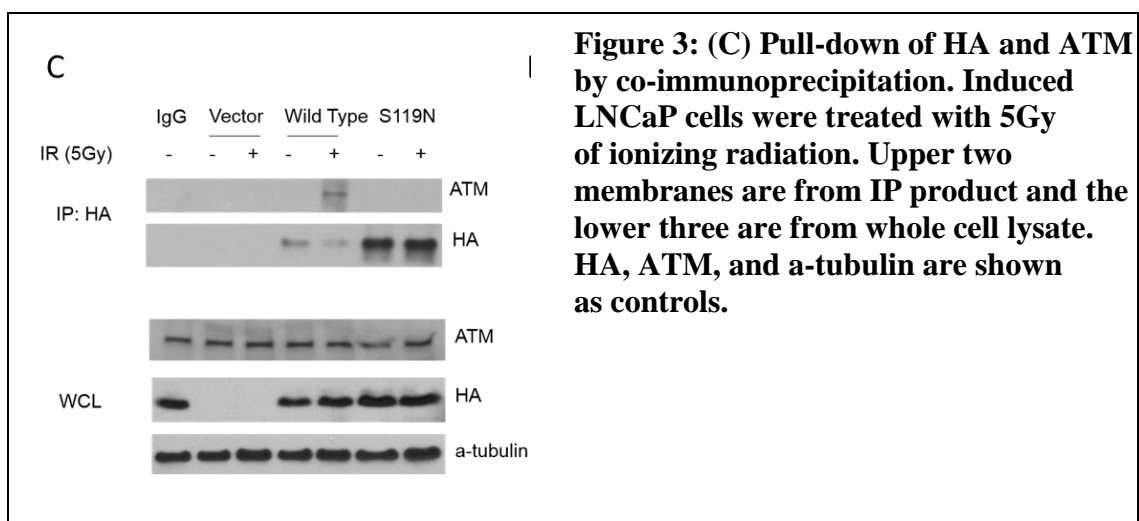 C
IgG Vector Wild Type S119N
IR (5Gy) - - + - + - +
ATM
IP: HA
HA
ATM
WCL
HA
a-tubulin
Figure 3: (C) Pull-down of HA and ATM
by co-immunoprecipitation. Induced
LNCaP cells were treated with 5Gy
of ionizing radiation. Upper two
membranes are from IP product and the
lower three are from whole cell lysate.
HA, ATM, and a-tubulin are shown
as controls.